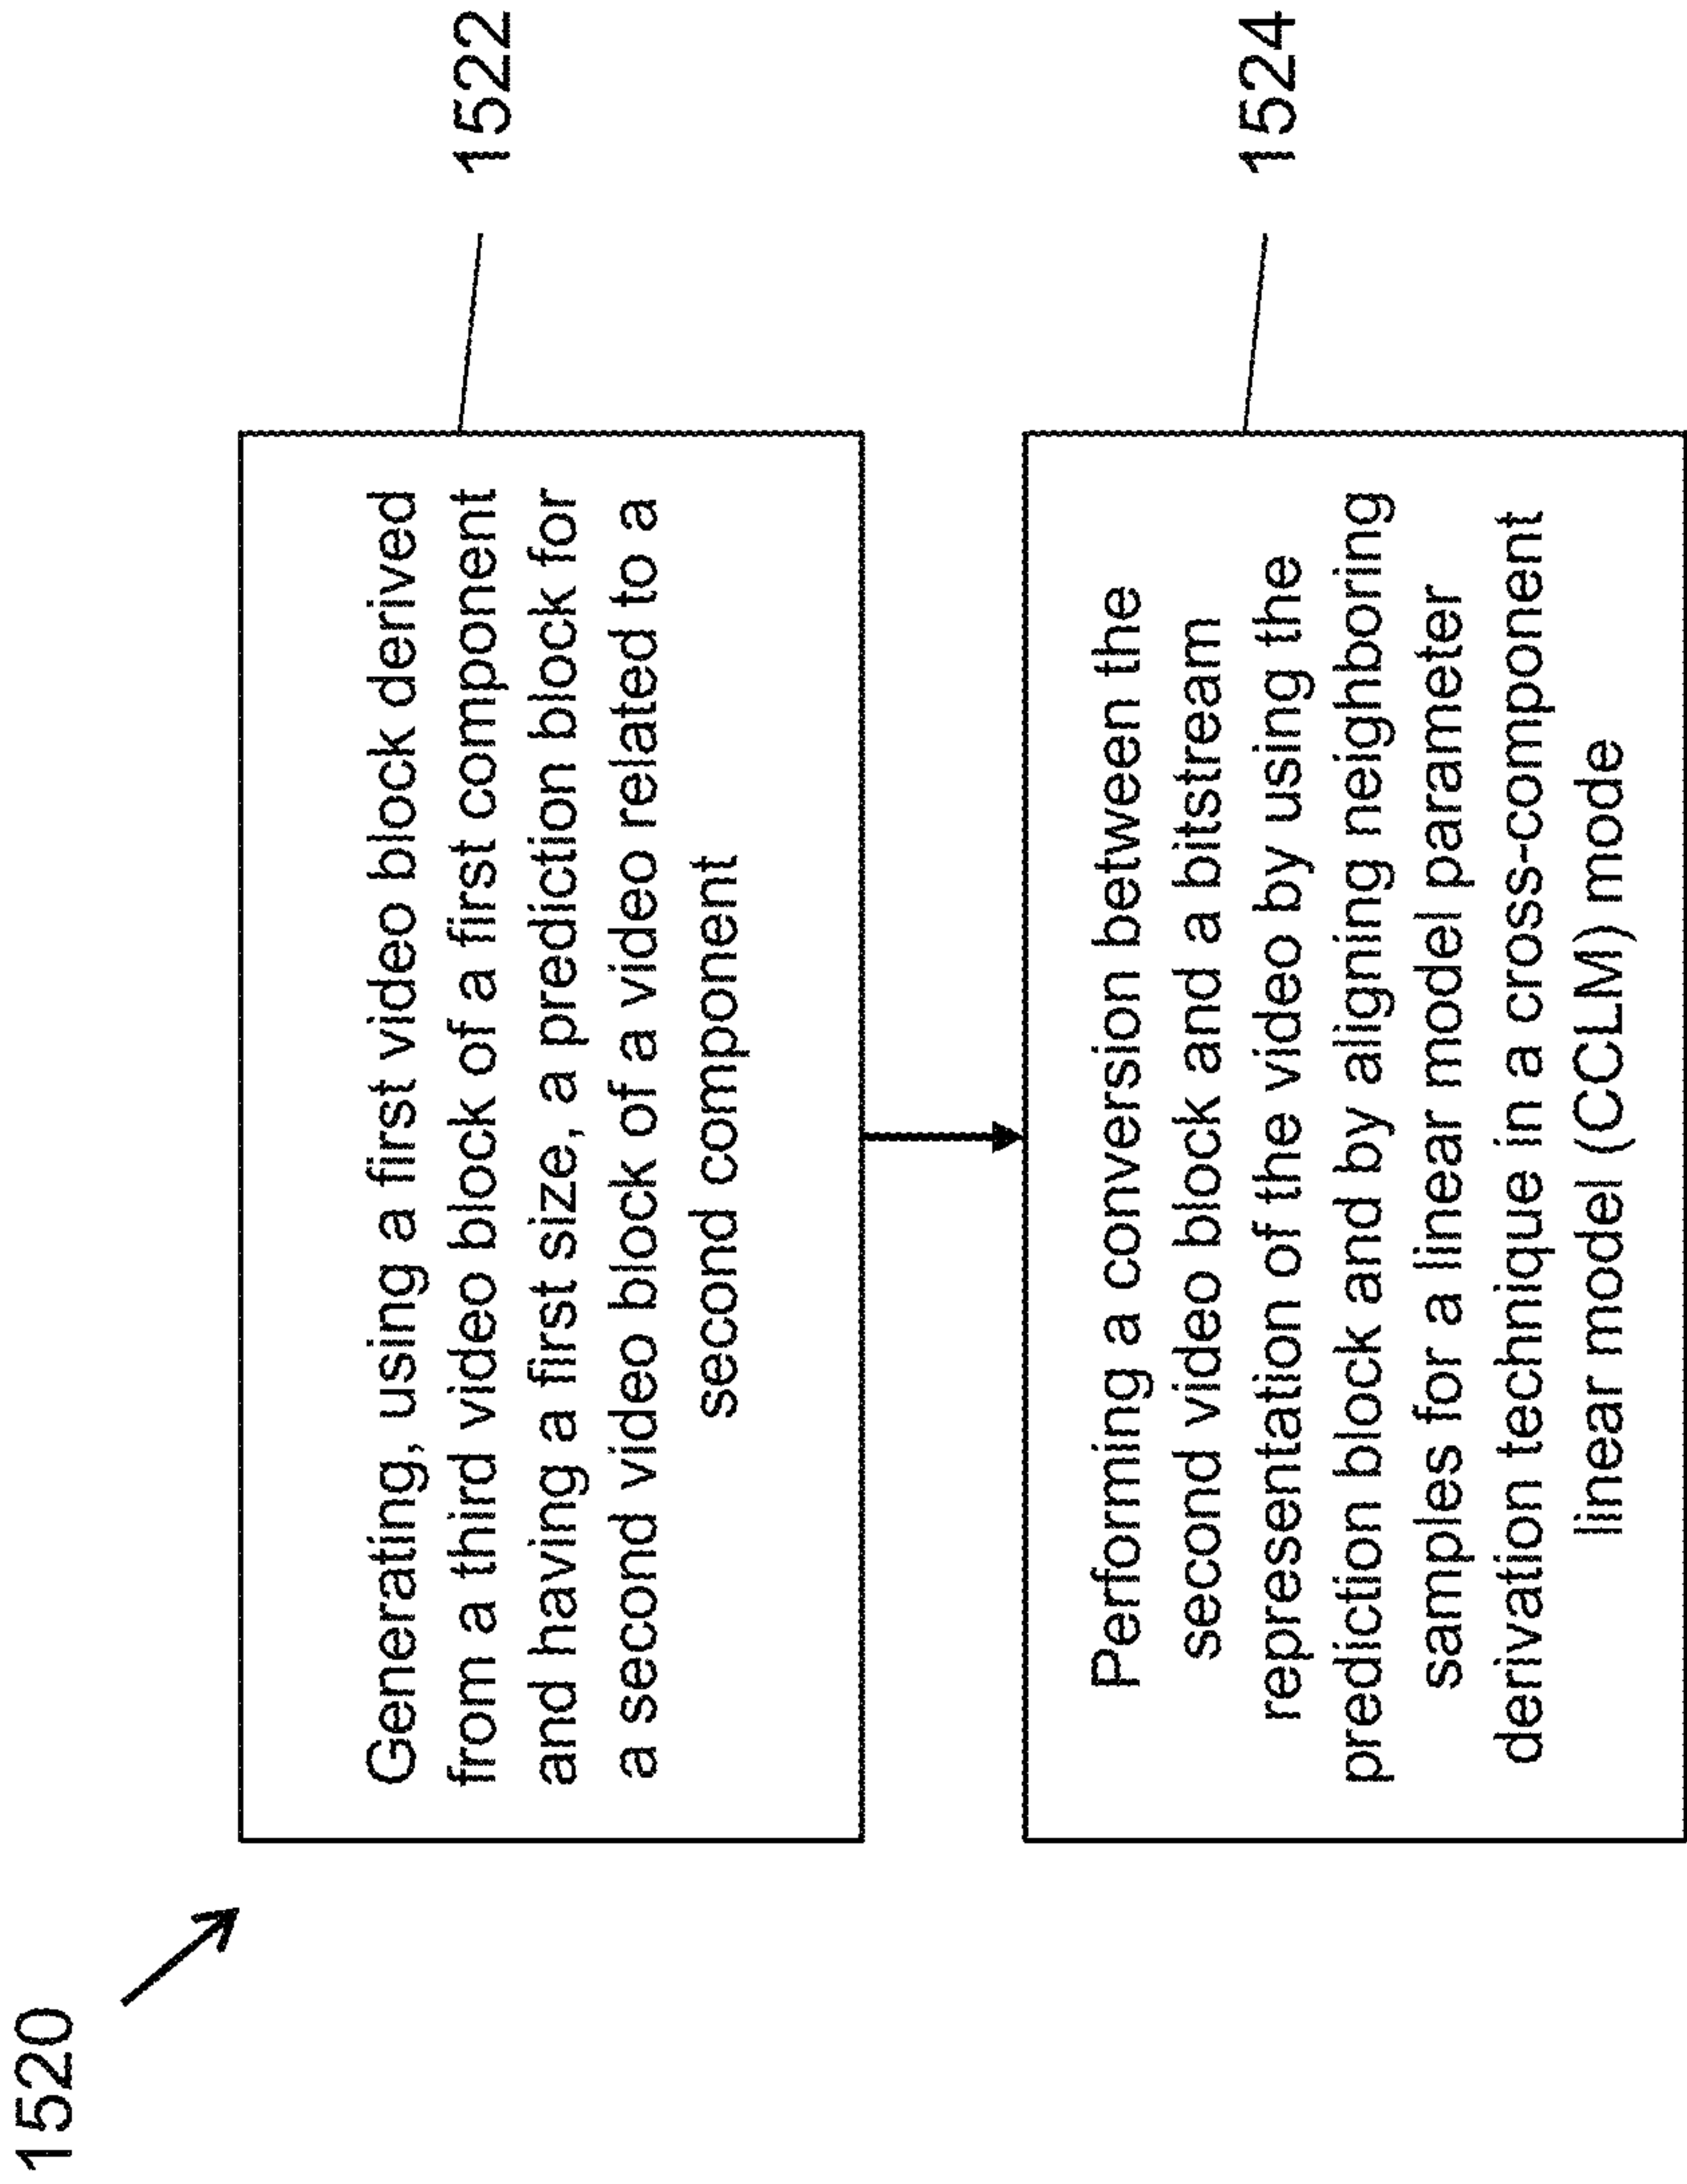 1520
Generating, using a first video block derived
from a third video block of a first component
and having a first size, a prediction block for
a second video block of a video related to a
second component
1522
Performing a conversion between the
second video block and a bitstream
representation of the video by using the
prediction block and by aligning neighboring
samples for a linear model parameter
derivation technique in a cross-component
linear model (CCLM) mode
1524